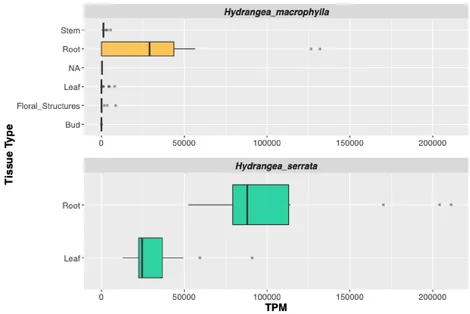 Hydrangea_macrophylla
Stem
Root
NA
Leaf
Floral_Structures
Bud
0 50000 100000 150000 200000
Hydrangea_serrata
Root
Leaf
0 50000 100000 150000 200000
TPM
Tissue Type